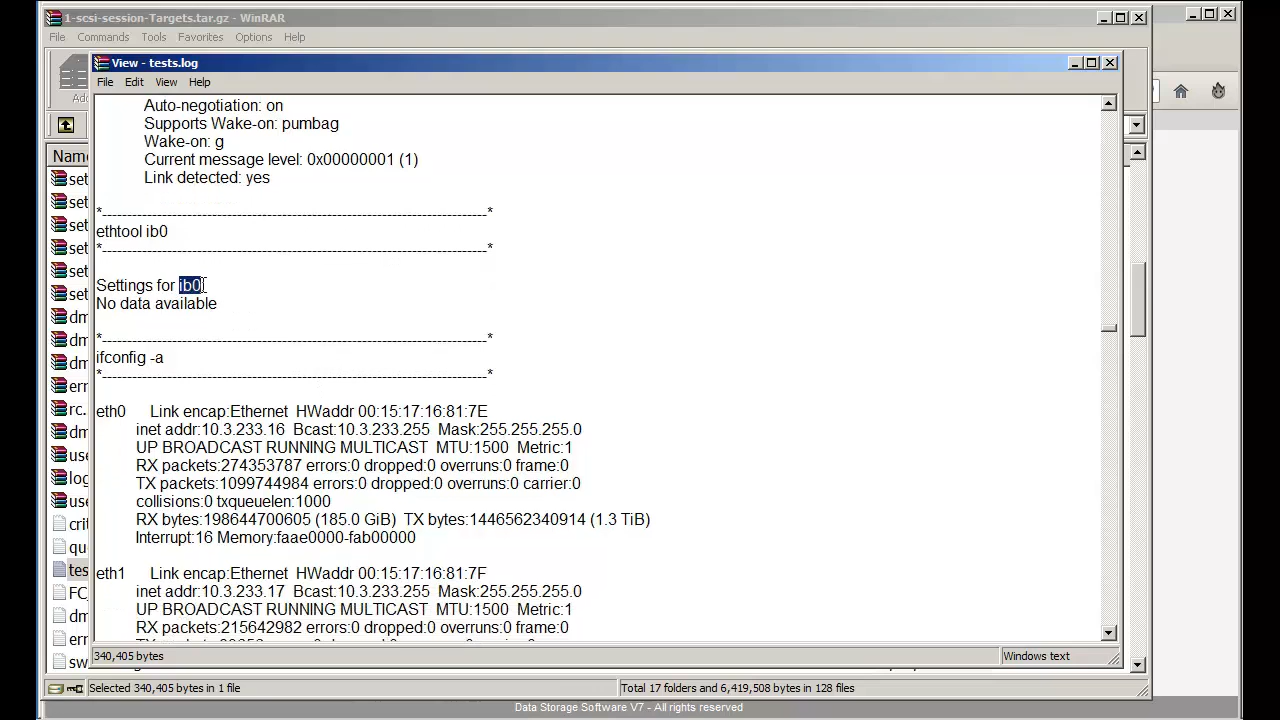 1-scsi-session-Targets.tar.gz - WinRAR
File Commands Tools Favorites Options Help
View - tests.log
File Edit View Help
Auto-negotiation: on
Supports Wake-on: pumbag
Wake-on: g
Current message level: 0x00000001 (1)
Link detected: yes
*-----------------------------------------------------------------------------*
ethtool ib0
*-----------------------------------------------------------------------------*
Settings for ib0
No data available
*-----------------------------------------------------------------------------*
ifconfig -a
*-----------------------------------------------------------------------------*
eth0 Link encap:Ethernet HWaddr 00:15:17:16:81:7E
inet addr:10.3.233.16 Bcast:10.3.233.255 Mask:255.255.255.0
UP BROADCAST RUNNING MULTICAST MTU:1500 Metric:1
RX packets:274353787 errors:0 dropped:0 overruns:0 frame:0
TX packets:1099744984 errors:0 dropped:0 overruns:0 carrier:0
collisions:0 txqueuelen:1000
RX bytes:198644700605 (185.0 GiB) TX bytes:1446562340914 (1.3 TiB)
Interrupt:16 Memory:faae0000-fab00000
eth1 Link encap:Ethernet HWaddr 00:15:17:16:81:7F
inet addr:10.3.233.17 Bcast:10.3.233.255 Mask:255.255.255.0
UP BROADCAST RUNNING MULTICAST MTU:1500 Metric:1
RX packets:215642982 errors:0 dropped:0 overruns:0 frame:0
340,405 bytes
Windows text
Selected 340,405 bytes in 1 file
Total 17 folders and 6,419,508 bytes in 128 files
Data Storage Software V7 - All rights reserved